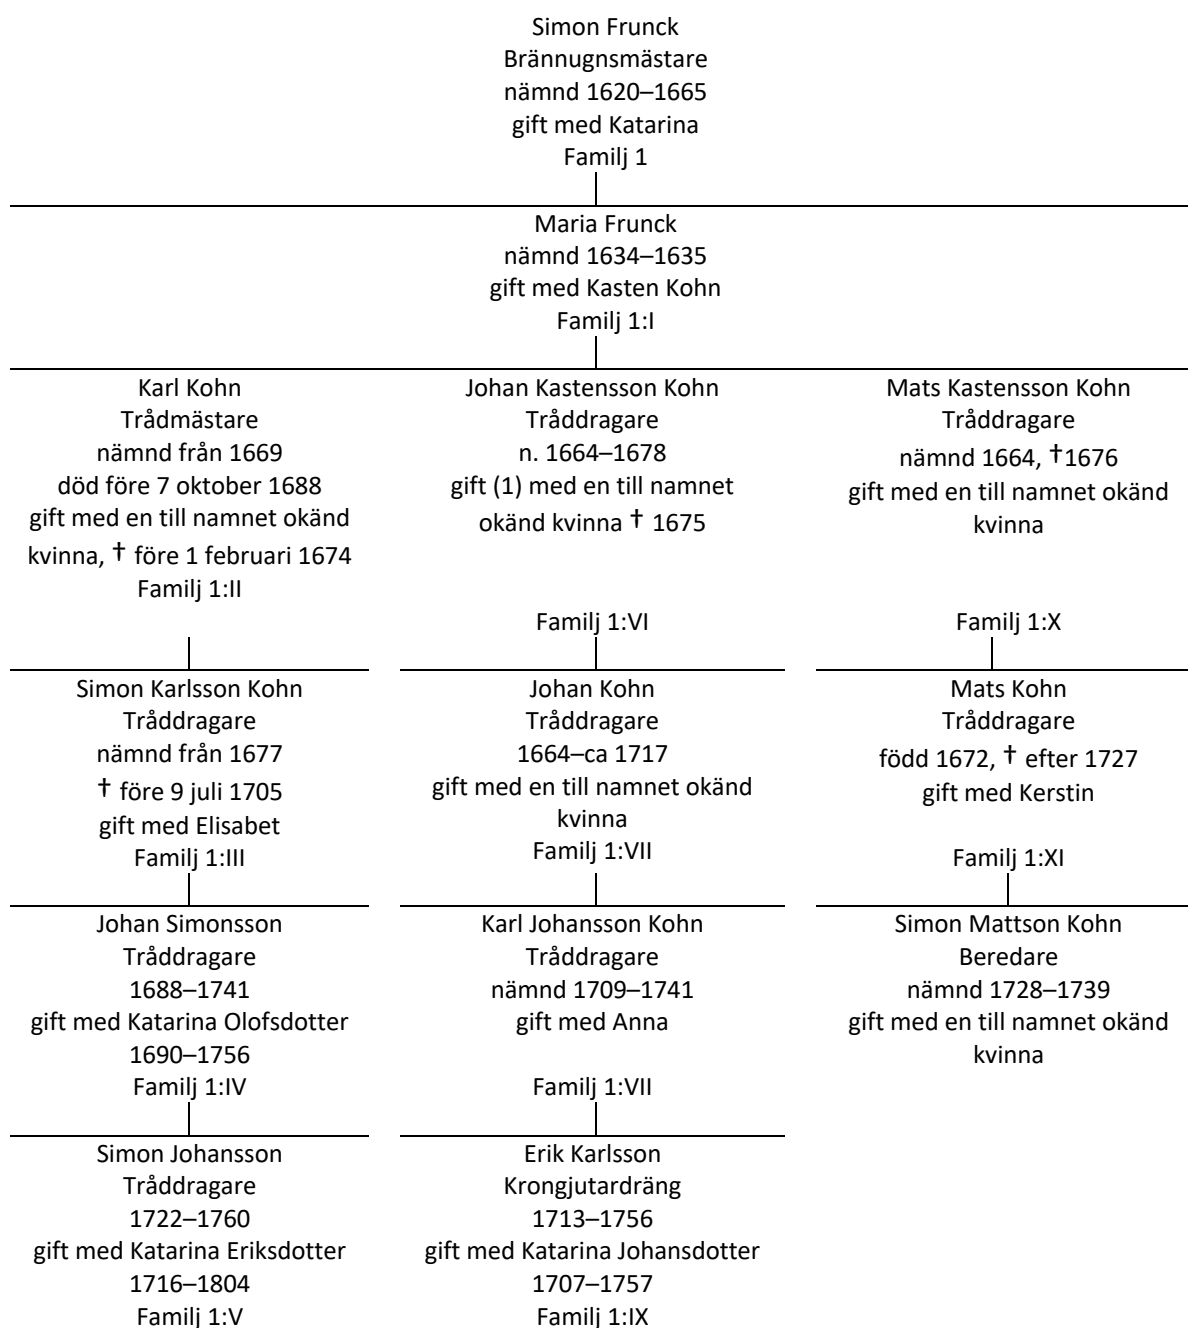 Simon Frunck
Brännugnsmästare
nämnd 1620–1665
gift med Katarina
Familj 1
Maria Frunck
nämnd 1634–1635
gift med Kasten Kohn
Familj 1:I
Karl Kohn
Trådmästare
nämnd från 1669
död före 7 oktober 1688
gift med en till namnet okänd
kvinna, † före 1 februari 1674
Familj 1:II
Johan Kastensson Kohn
Tråddragare
n. 1664–1678
gift (1) med en till namnet
okänd kvinna † 1675
Familj 1:VI
Mats Kastensson Kohn
Tråddragare
nämnd 1664, †1676
gift med en till namnet okänd
kvinna
Familj 1:X
Simon Karlsson Kohn
Tråddragare
nämnd från 1677
† före 9 juli 1705
gift med Elisabet
Familj 1:III
Johan Kohn
Tråddragare
1664–ca 1717
gift med en till namnet okänd
kvinna
Familj 1:VII
Mats Kohn
Tråddragare
född 1672, † efter 1727
gift med Kerstin
Familj 1:XI
Johan Simonsson
Tråddragare
1688–1741
gift med Katarina Olofsdotter
1690–1756
Familj 1:IV
Karl Johansson Kohn
Tråddragare
nämnd 1709–1741
gift med Anna
Familj 1:VII
Simon Mattson Kohn
Beredare
nämnd 1728–1739
gift med en till namnet okänd
kvinna
Simon Johansson
Tråddragare
1722–1760
gift med Katarina Eriksdotter
1716–1804
Familj 1:V
Erik Karlsson
Krongjutardräng
1713–1756
gift med Katarina Johansdotter
1707–1757
Familj 1:IX